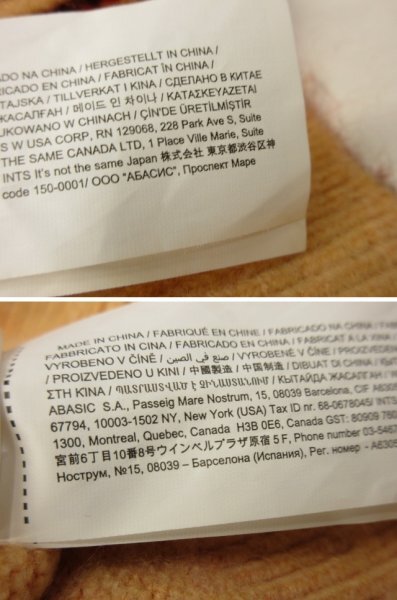 ADO NA CHINA / HERGESTELLT IN CHINA /
RICADO EN CHINA / FABRICAT ÎN CHINA /
TAJSKA / TILLVERKAT I KINA / СДЕЛАНО В КИТАЕ
ЖАСАЛҒАН / 메이드 인 차이나 / ΚΑΤΑΣΚΕΥΑΖΕΤΑΙ
UKOWANO W CHINACH / ÇİN'DE ÜRETİLMİŞTİR
S W USA CORP, RN 129068, 228 Park Ave S, Suite
THE SAME CANADA LTD, 1 Place Ville Marie, Suite
INTS It's not the same Japan 株式会社 東京都渋谷区神
code 150-0001/ ООО "АБАСИС", Проспект Маре
MADE IN CHINA / FABRIQUÉ EN CHINE / FABRICADO NA CHINA /
FABBRICATO IN CINA / FABRICADO EN CHINA / FABRICAT A LA XINA
VYROBENO V ČÍNĚ / صنع في الصين / VYROBENÉ V ČÍNE / PROIZVEDEN
/ PROIZVEDENO U KINI / 中國製造 / 中国制造 / DIBUAT DI CHINA /
ΣΤΗ ΚΙΝΑ / ՊԱՏՐԱՍՏՎԱԾ Է ՉԻՆԱՍՏԱՆՈՒՄ / ҚЫТАЙДА ЖАСАЛҒАН /
ABASIC S.A., Passeig Mare Nostrum, 15, 08039 Barcelona, CIF A630
67794, 10003-1502 NY, New York (USA) Tax ID nr. 68-0678045/ INTS
1300, Montreal, Quebec, Canada H3B 0E6, Canada GST: 80909 760
宮前6丁目10番8号ウインベルプラザ原宿5F, Phone number 03-5467
Нострум, №15, 08039 – Барселона (Испания), Рег. номер - A6305